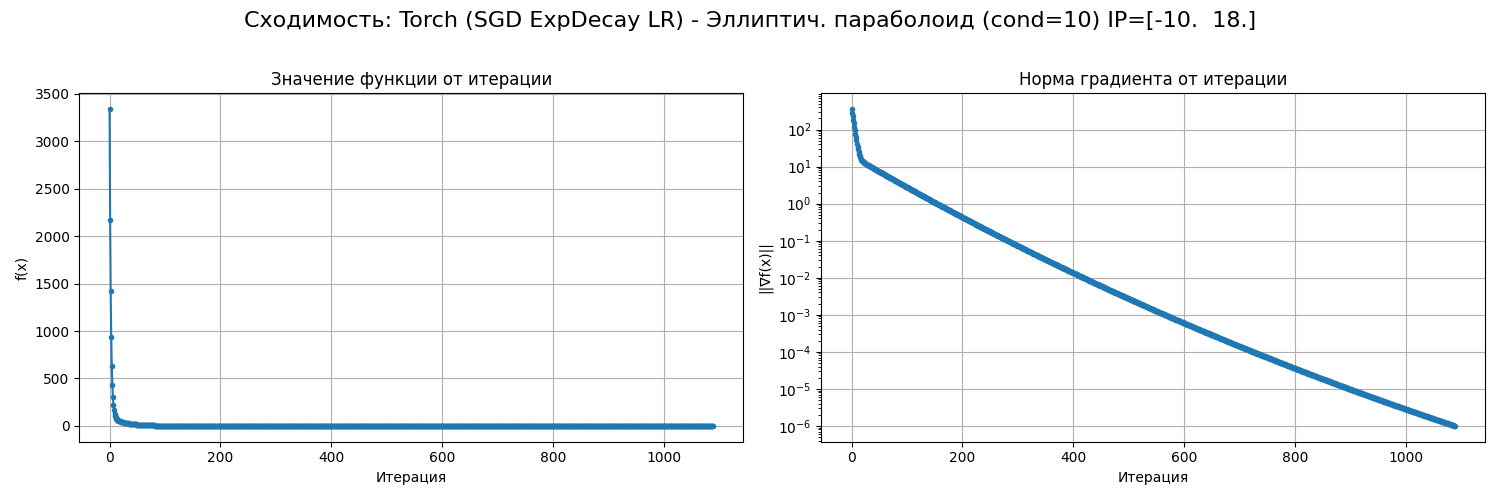 Сходимость: Torch (SGD ExpDecay LR) - Эллиптич. параболоид (cond=10) IP=[-10.  18.]
Значение функции от итерации
3500
3000
2500
2000
1500
1000
500
0
f(x)
0 200 400 600 800 1000
Итерация
Норма градиента от итерации
10²
10¹
10⁰
10⁻¹
10⁻²
10⁻³
10⁻⁴
10⁻⁵
10⁻⁶
||∇f(x)||
0 200 400 600 800 1000
Итерация